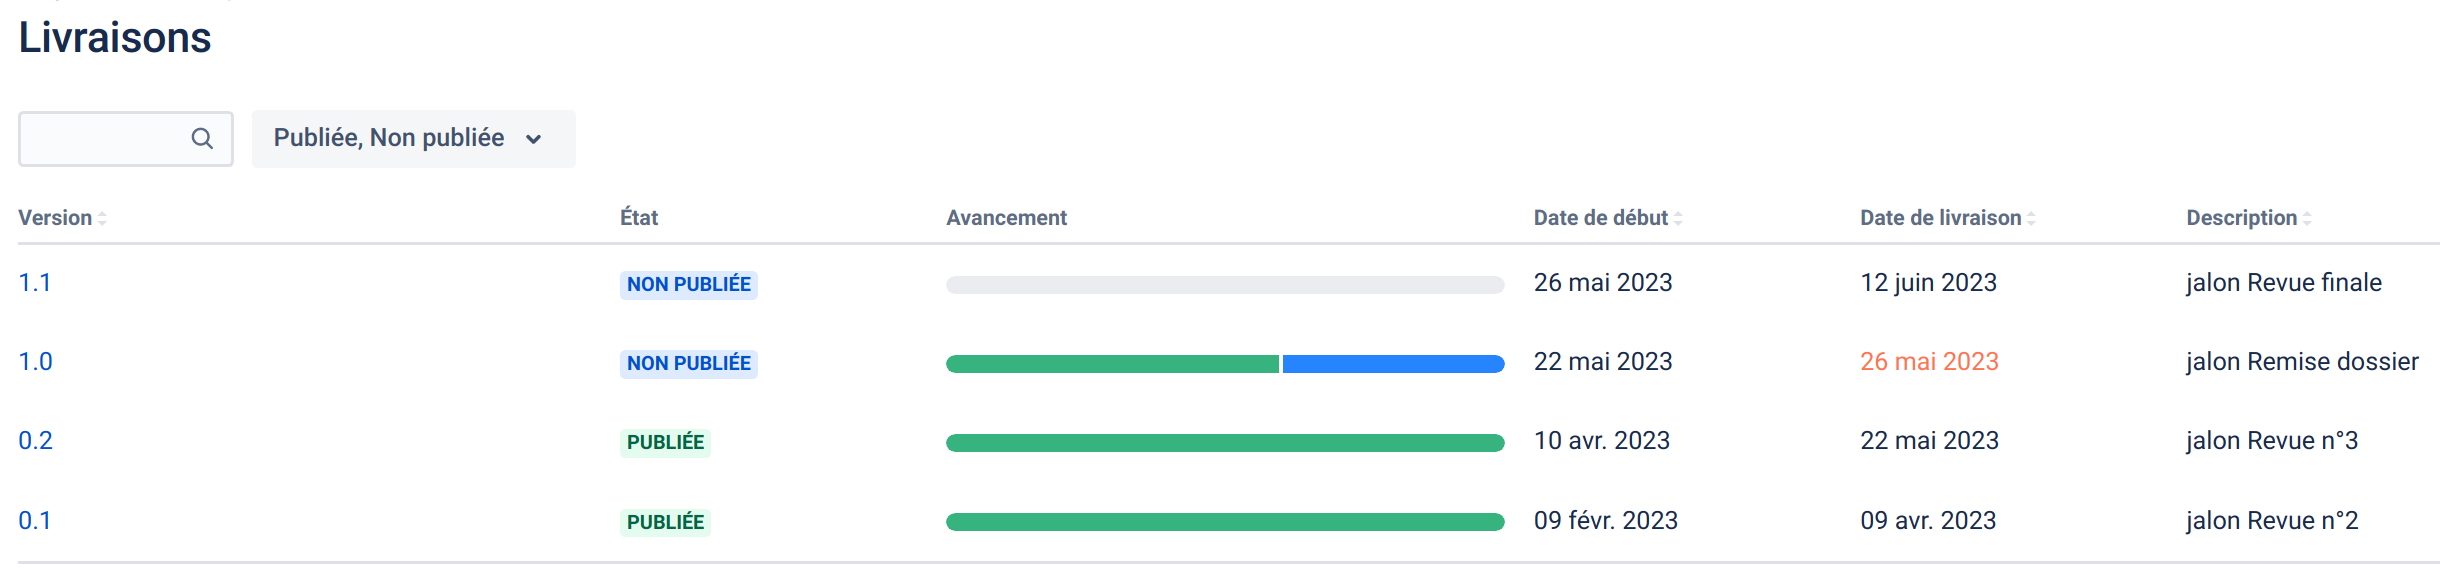 Livraisons
Publiée, Non publiée
Version État Avancement Date de début Date de livraison Description
1.1 NON PUBLIÉE 26 mai 2023 12 juin 2023 jalon Revue finale
1.0 NON PUBLIÉE 22 mai 2023 26 mai 2023 jalon Remise dossier
0.2 PUBLIÉE 10 avr. 2023 22 mai 2023 jalon Revue n°3
0.1 PUBLIÉE 09 févr. 2023 09 avr. 2023 jalon Revue n°2